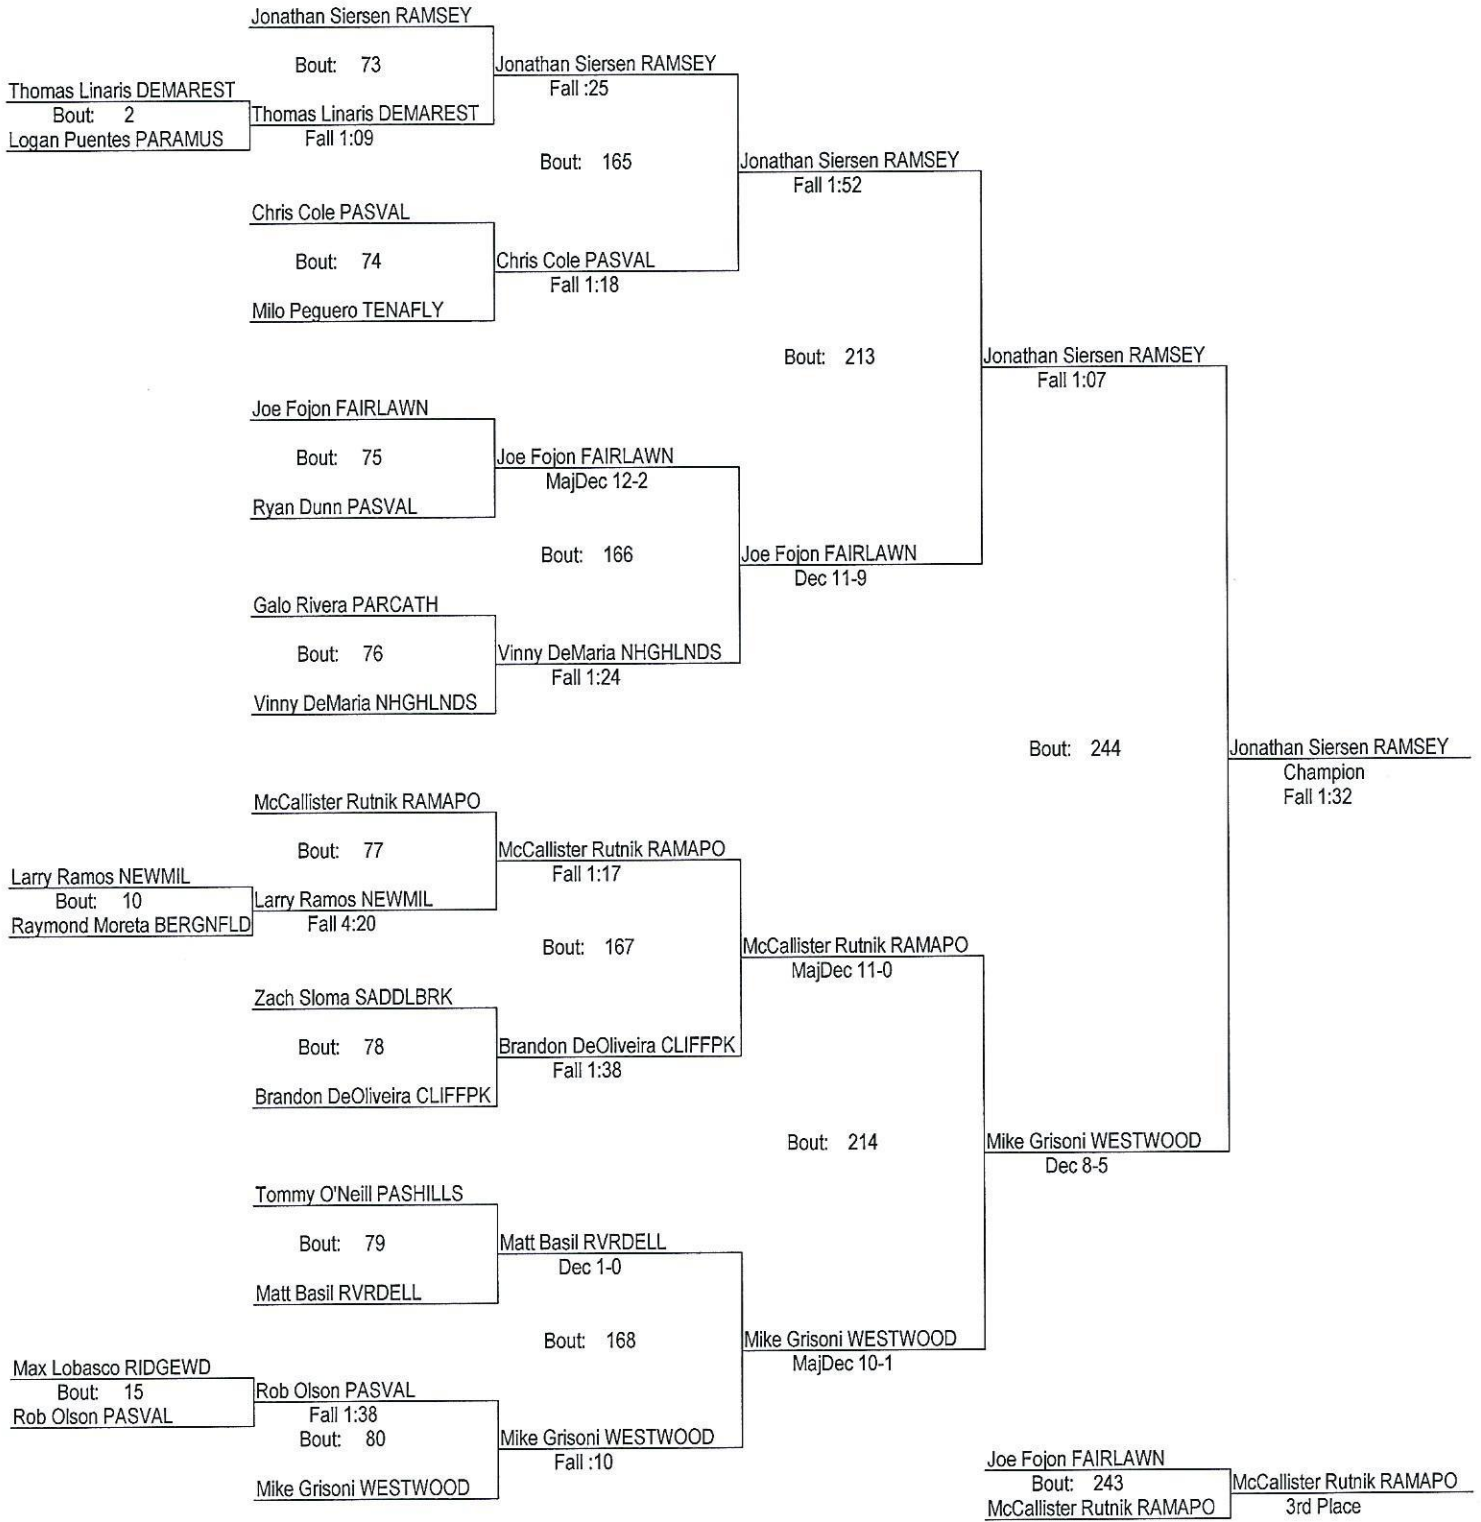 Jonathan Siersen RAMSEY
Bout: 73
Jonathan Siersen RAMSEY
Fall :25
Thomas Linaris DEMAREST
Bout: 2
Logan Puentes PARAMUS
Thomas Linaris DEMAREST
Fall 1:09
Bout: 165
Jonathan Siersen RAMSEY
Fall 1:52
Chris Cole PASVAL
Bout: 74
Milo Peguero TENAFLY
Chris Cole PASVAL
Fall 1:18
Bout: 213
Jonathan Siersen RAMSEY
Fall 1:07
Joe Fojon FAIRLAWN
Bout: 75
Ryan Dunn PASVAL
Joe Fojon FAIRLAWN
MajDec 12-2
Bout: 166
Joe Fojon FAIRLAWN
Dec 11-9
Galo Rivera PARCATH
Bout: 76
Vinny DeMaria NHGHLNDS
Vinny DeMaria NHGHLNDS
Fall 1:24
Bout: 244
Jonathan Siersen RAMSEY
Champion
Fall 1:32
McCallister Rutnik RAMAPO
Bout: 77
McCallister Rutnik RAMAPO
Fall 1:17
Larry Ramos NEWMIL
Bout: 10
Raymond Moreta BERGNFLD
Larry Ramos NEWMIL
Fall 4:20
Bout: 167
McCallister Rutnik RAMAPO
MajDec 11-0
Zach Sloma SADDLBRK
Bout: 78
Brandon DeOliveira CLIFFPK
Brandon DeOliveira CLIFFPK
Fall 1:38
Bout: 214
Mike Grisoni WESTWOOD
Dec 8-5
Tommy O'Neill PASHILLS
Bout: 79
Matt Basil RVRDELL
Matt Basil RVRDELL
Dec 1-0
Bout: 168
Mike Grisoni WESTWOOD
MajDec 10-1
Max Lobasco RIDGEWD
Bout: 15
Rob Olson PASVAL
Rob Olson PASVAL
Fall 1:38
Bout: 80
Mike Grisoni WESTWOOD
Mike Grisoni WESTWOOD
Fall :10
Joe Fojon FAIRLAWN
Bout: 243
McCallister Rutnik RAMAPO
McCallister Rutnik RAMAPO
3rd Place